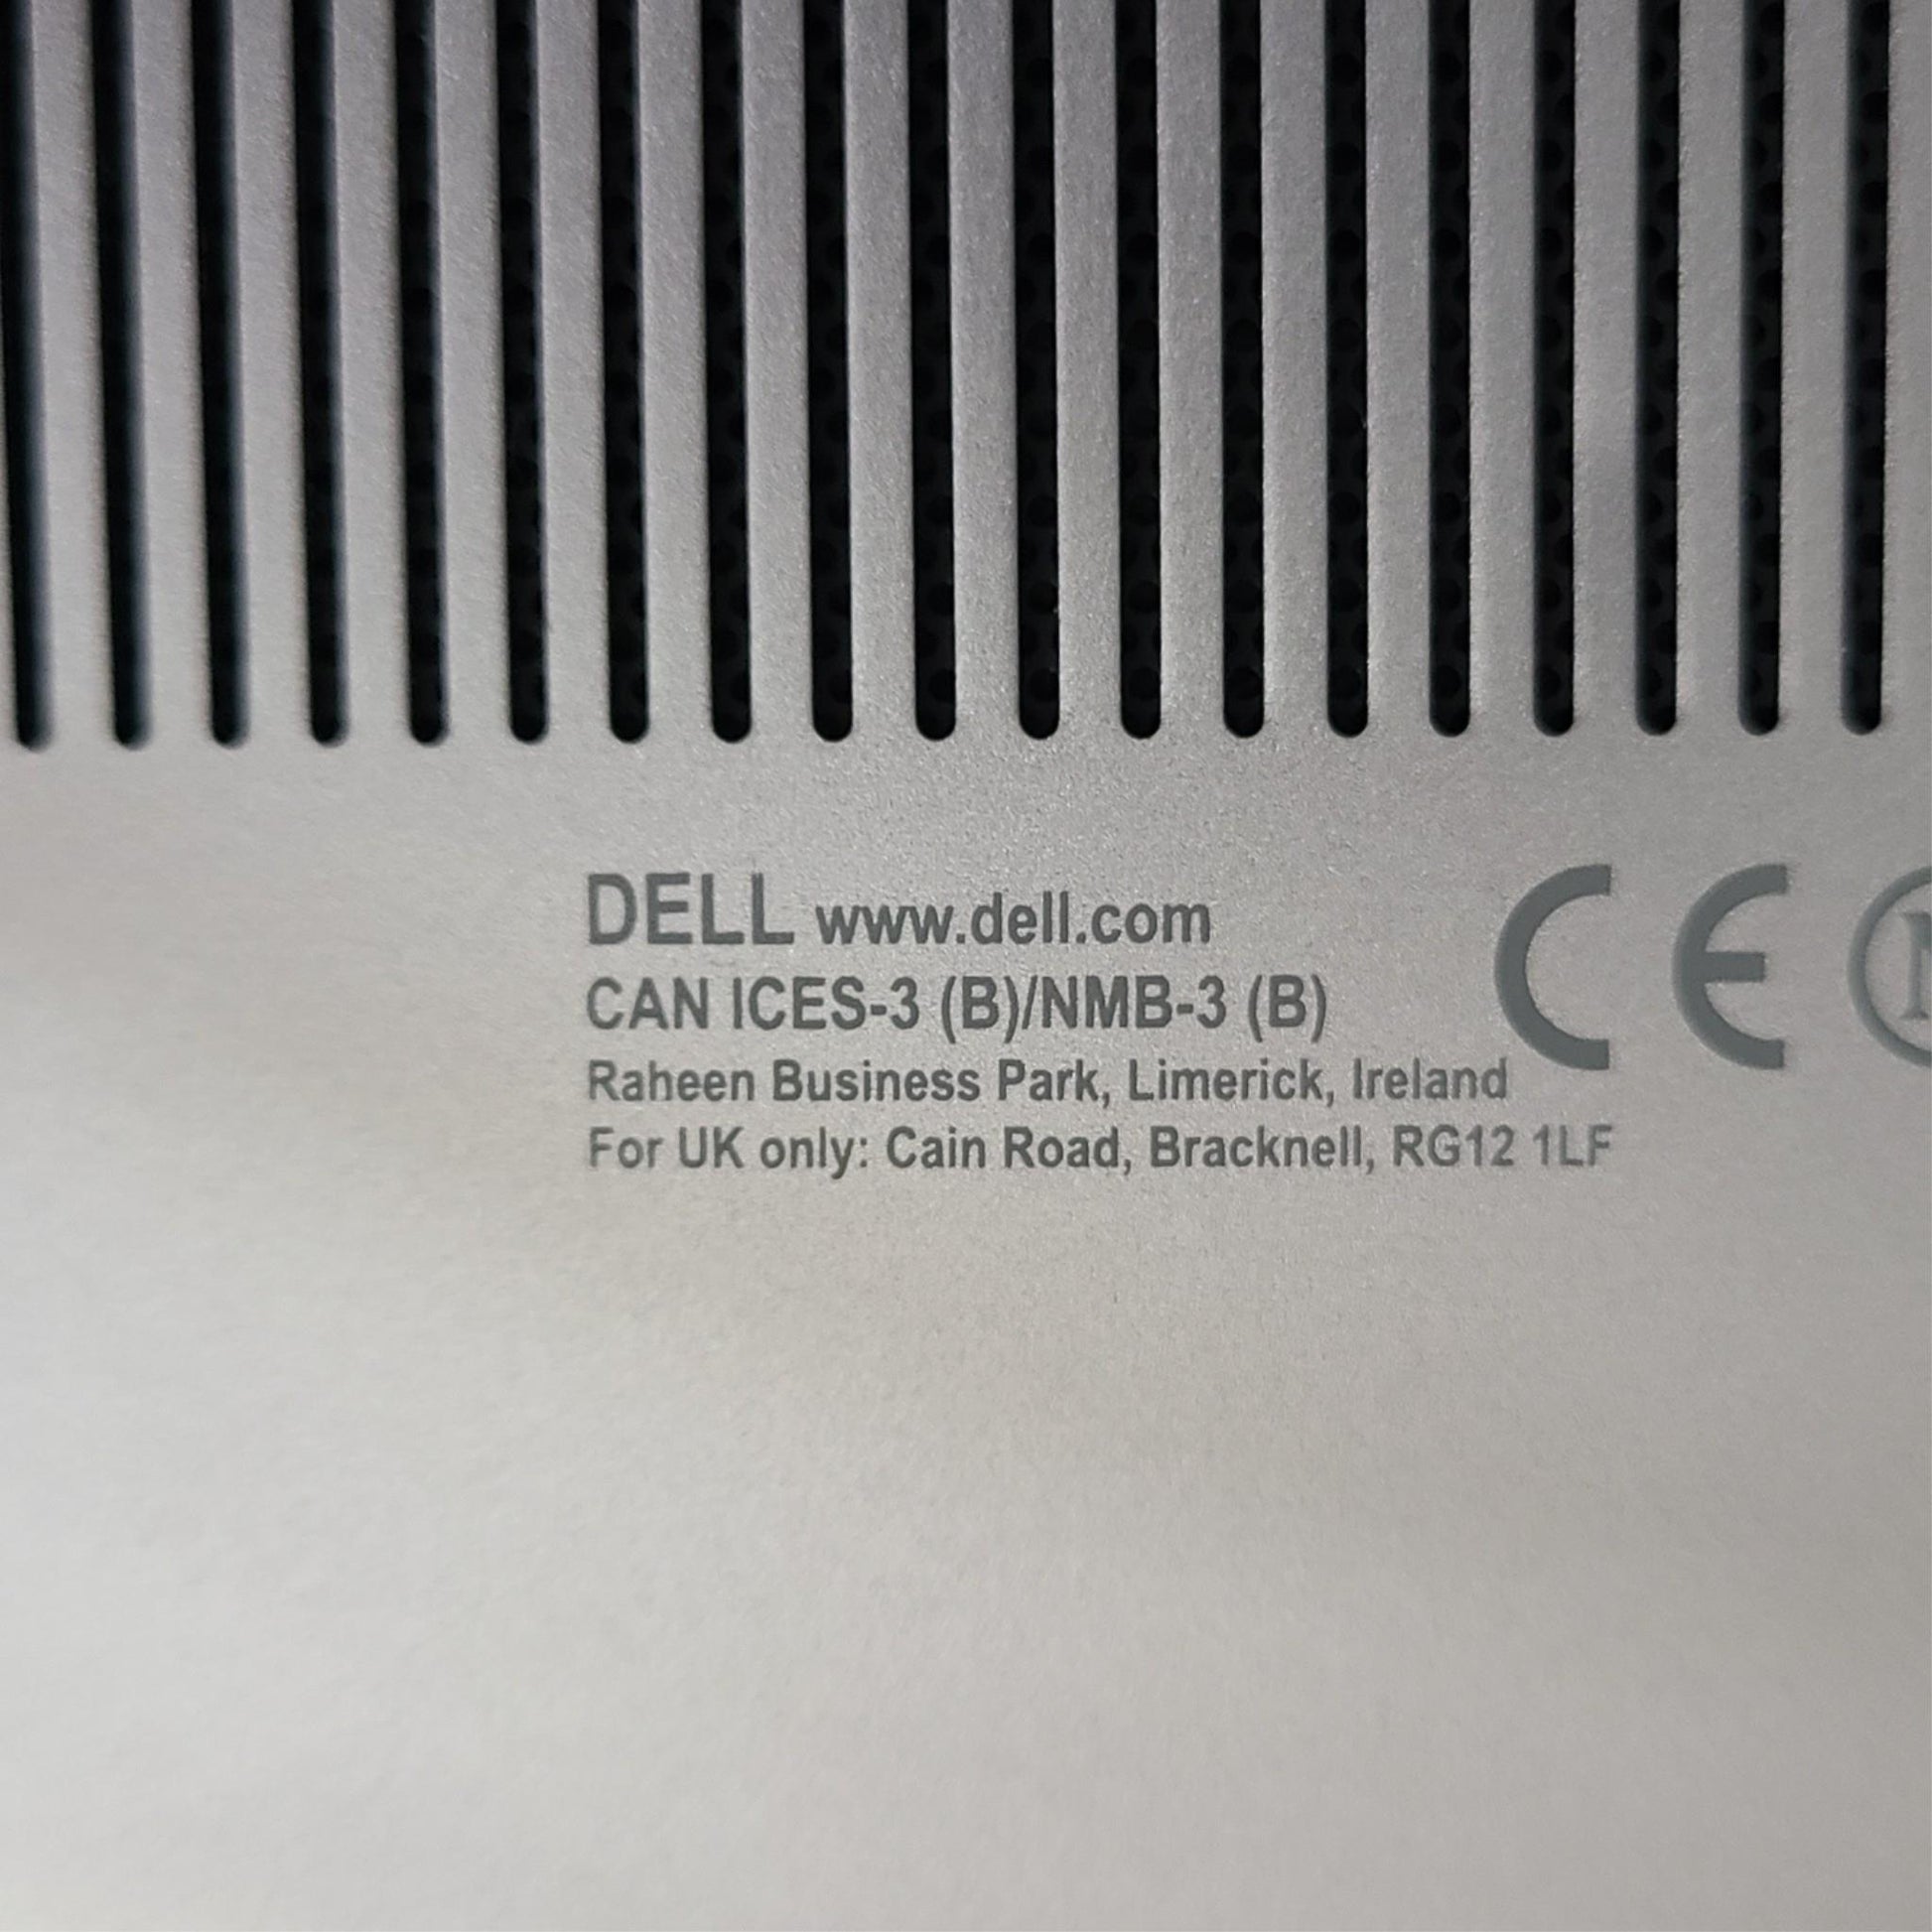 DELL www.dell.com
CAN ICES-3 (B)/NMB-3 (B)
CE
Raheen Business Park, Limerick, Ireland
For UK only: Cain Road, Bracknell, RG12 1LF